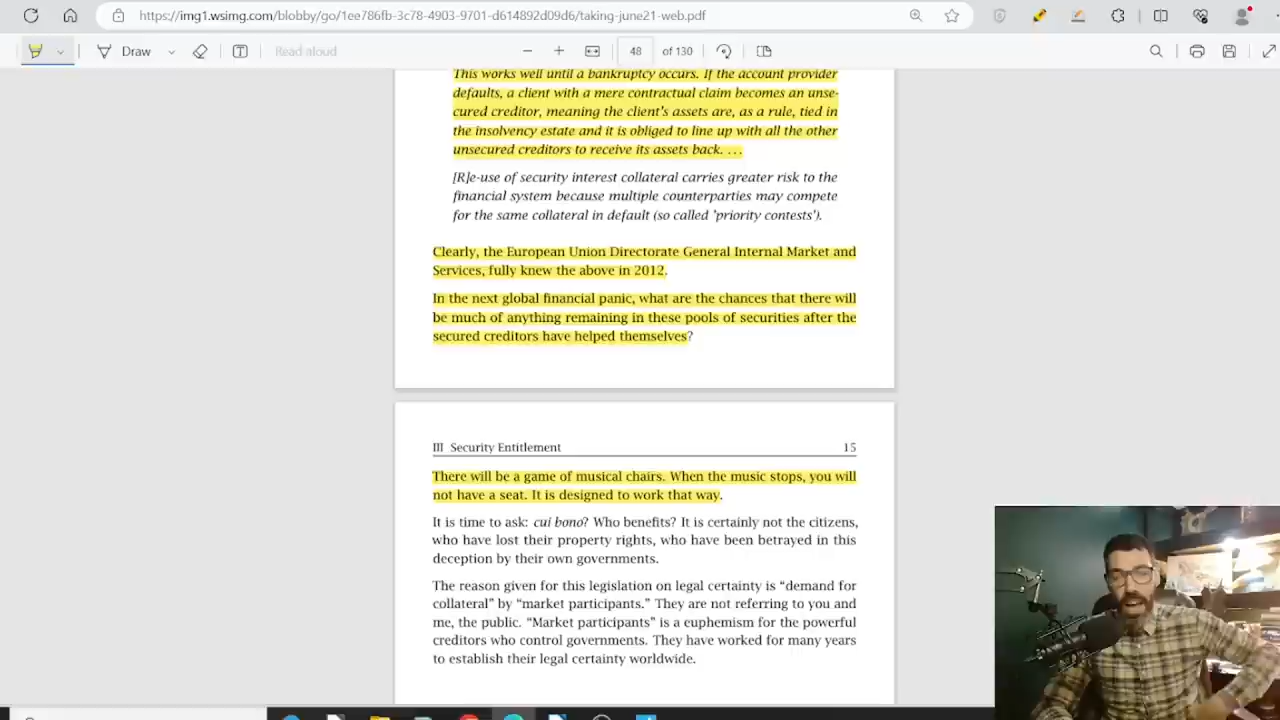 https://img1.wsimg.com/blobby/go/1ee786fb-3c78-4903-9701-d614892d09d6/taking-june21-web.pdf
Draw
Read aloud
48 of 130
This works well until a bankruptcy occurs. If the account provider
defaults, a client with a mere contractual claim becomes an unse-
cured creditor, meaning the client's assets are, as a rule, tied in
the insolvency estate and it is obliged to line up with all the other
unsecured creditors to receive its assets back. ...
[R]e-use of security interest collateral carries greater risk to the
financial system because multiple counterparties may compete
for the same collateral in default (so called 'priority contests').
Clearly, the European Union Directorate General Internal Market and
Services, fully knew the above in 2012.
In the next global financial panic, what are the chances that there will
be much of anything remaining in these pools of securities after the
secured creditors have helped themselves?
III Security Entitlement 15
There will be a game of musical chairs. When the music stops, you will
not have a seat. It is designed to work that way.
It is time to ask: cui bono? Who benefits? It is certainly not the citizens,
who have lost their property rights, who have been betrayed in this
deception by their own governments.
The reason given for this legislation on legal certainty is “demand for
collateral” by “market participants.” They are not referring to you and
me, the public. “Market participants” is a euphemism for the powerful
creditors who control governments. They have worked for many years
to establish their legal certainty worldwide.